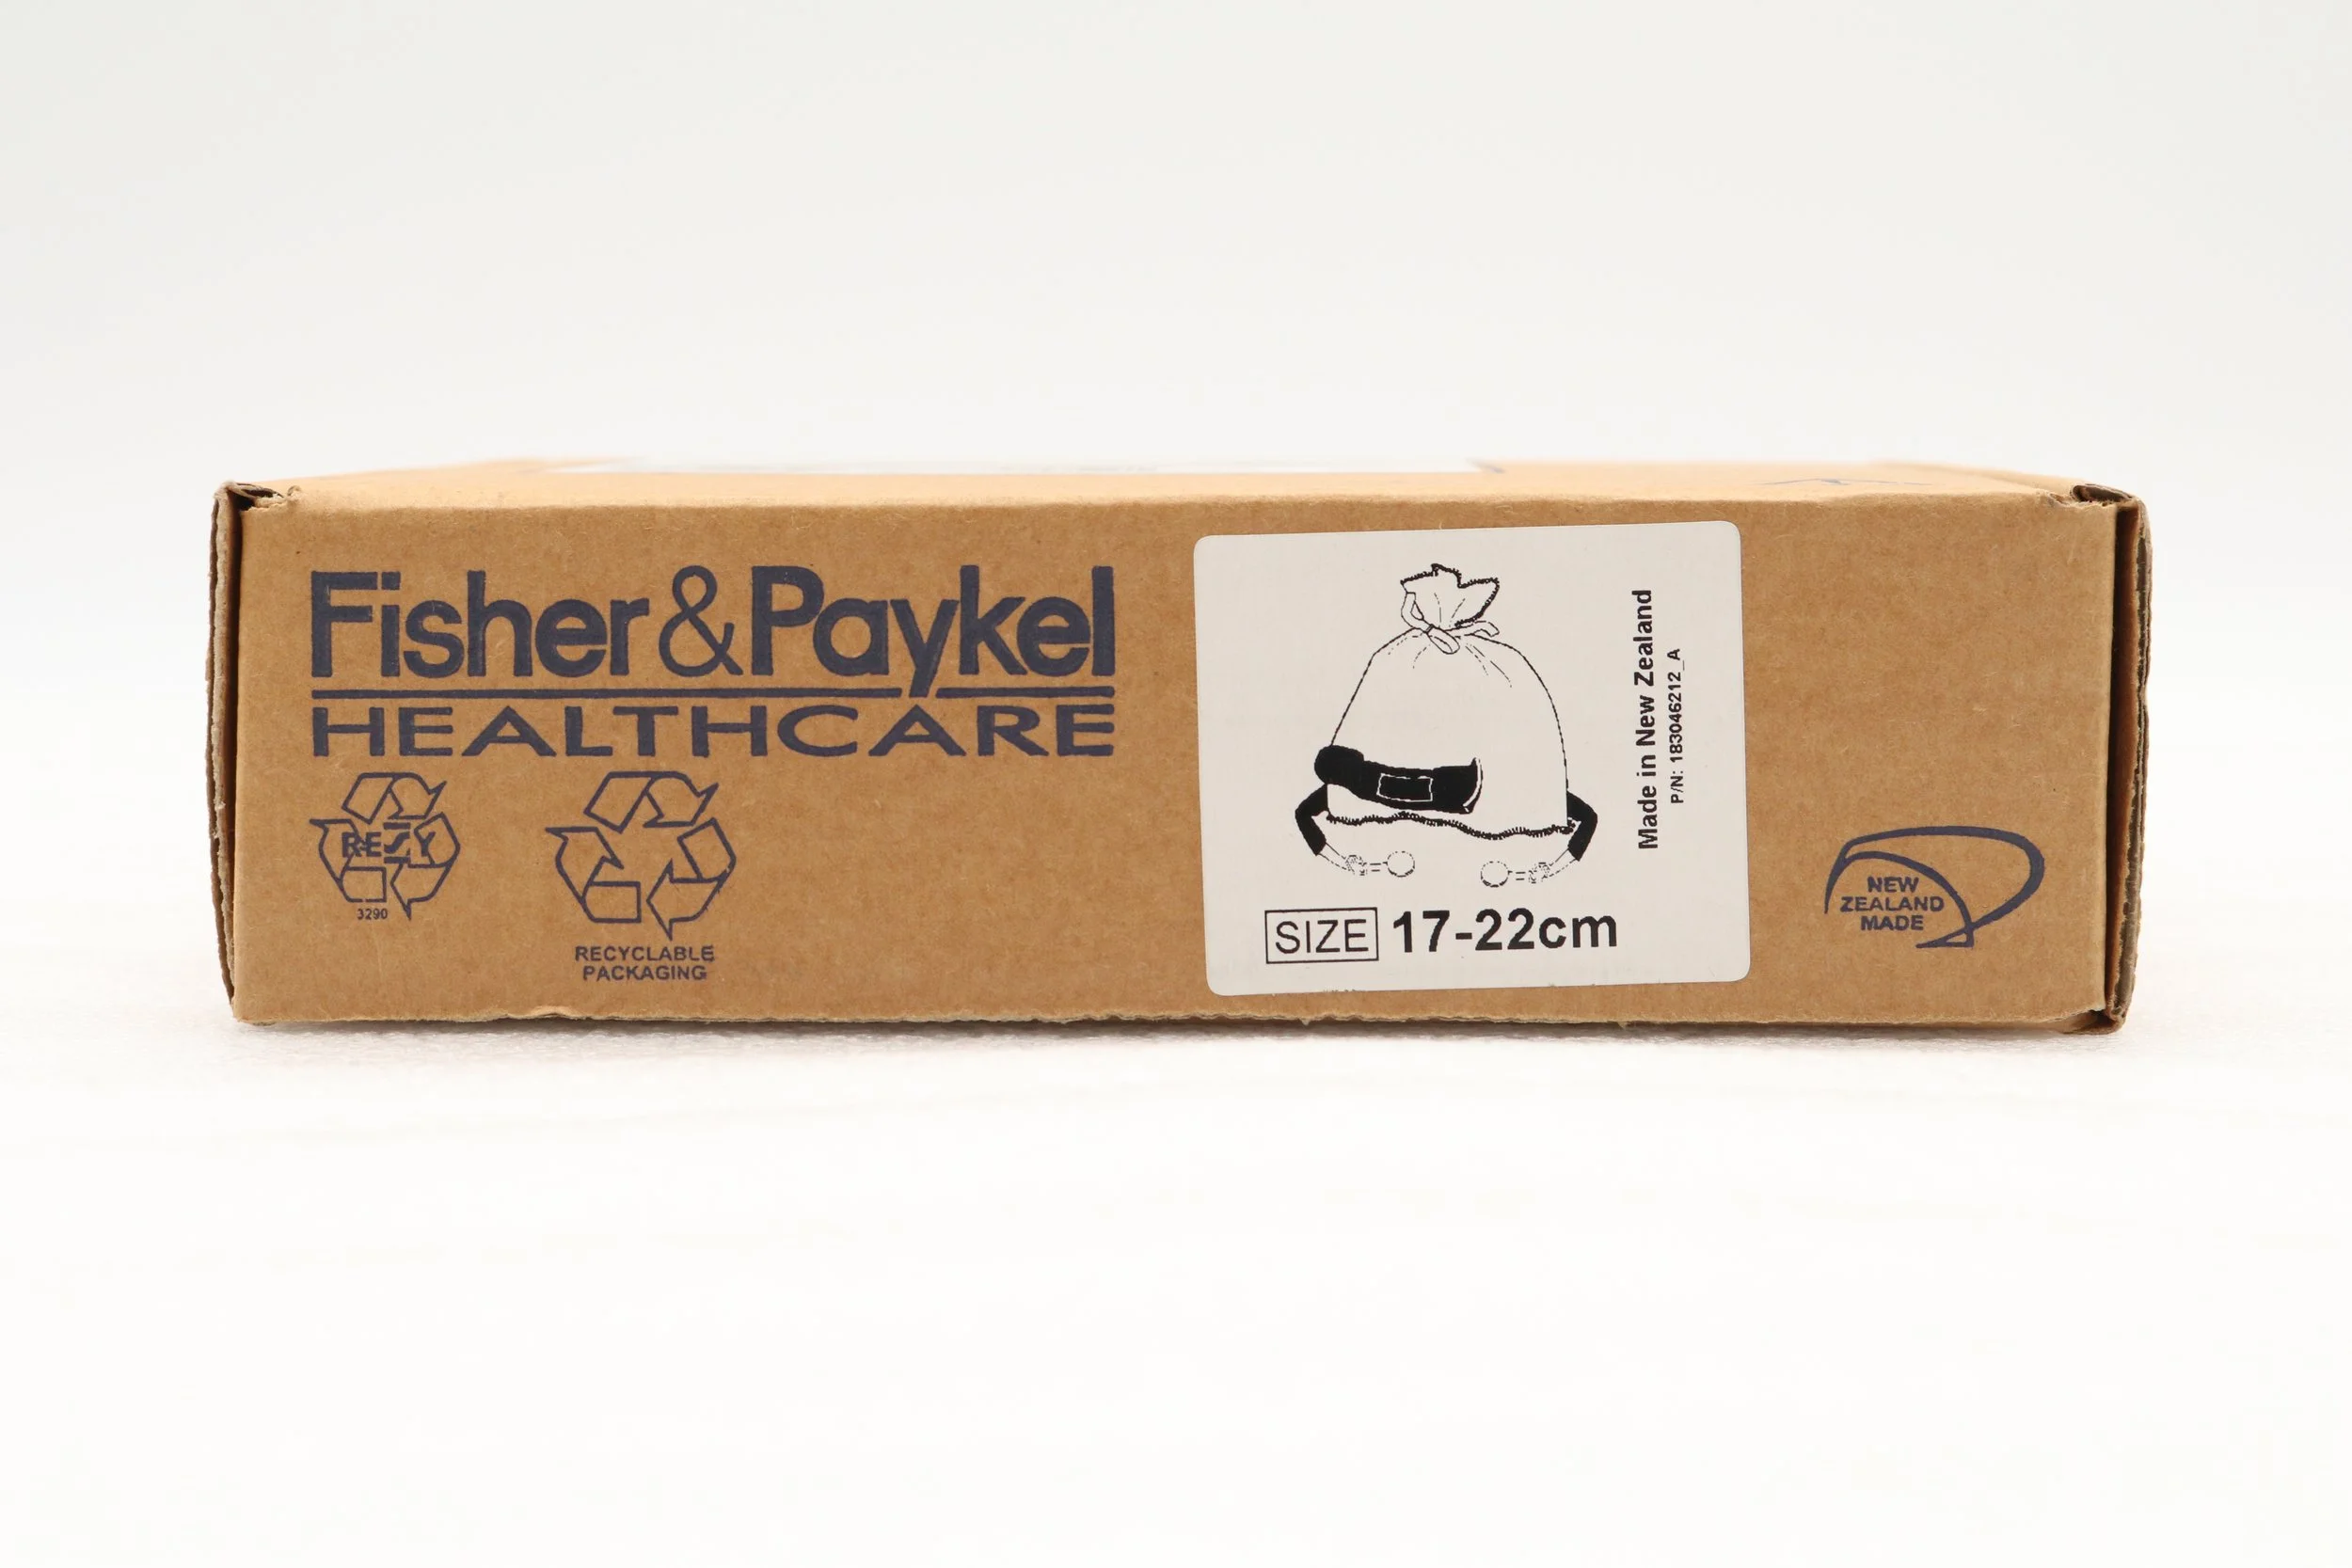 Fisher&Paykel
HEALTHCARE
RESY
3290
RECYCLABLE
PACKAGING
SIZE 17-22cm
Made in New Zealand
P/N: 183046212_A
NEW
ZEALAND
MADE